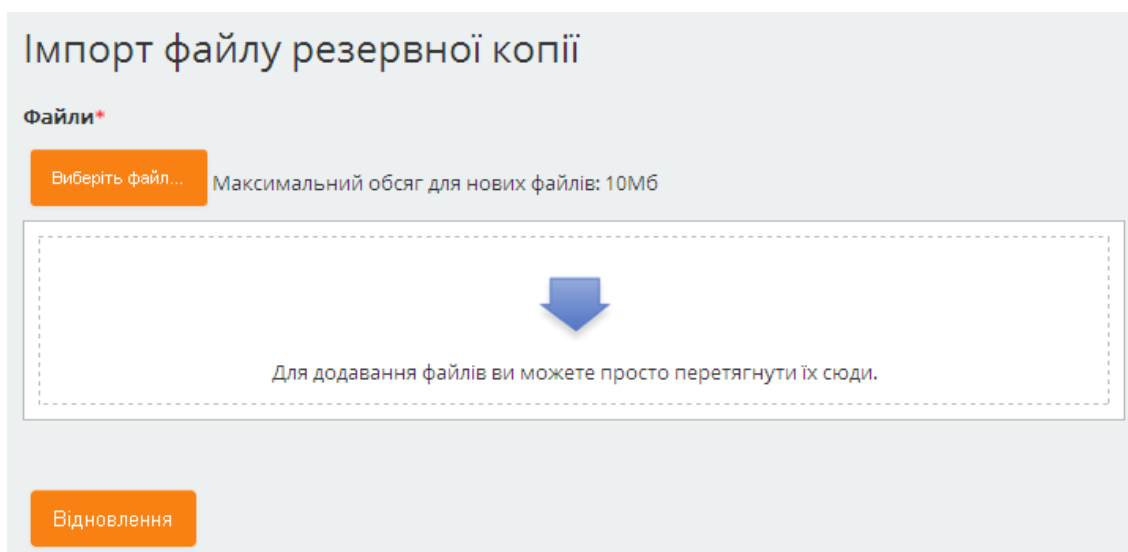 Імпорт файлу резервної копії
Файли*
Виберіть файл... Максимальний обсяг для нових файлів: 10Мб
Для додавання файлів ви можете просто перетягнути їх сюди.
Відновлення